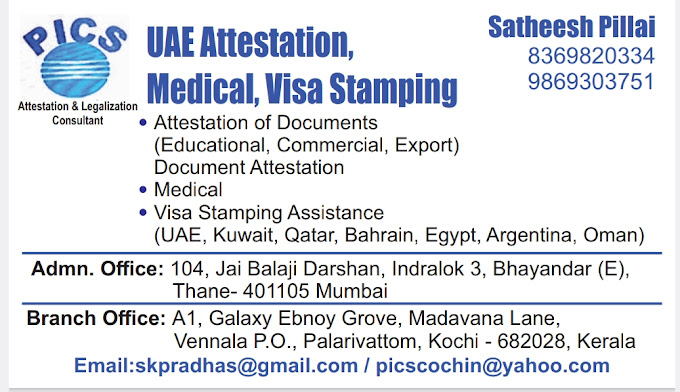 PICS
Attestation & Legalization
Consultant
UAE Attestation,
Medical, Visa Stamping
Satheesh Pillai
8369820334
9869303751
• Attestation of Documents
(Educational, Commercial, Export)
Document Attestation
• Medical
• Visa Stamping Assistance
(UAE, Kuwait, Qatar, Bahrain, Egypt, Argentina, Oman)
Admn. Office: 104, Jai Balaji Darshan, Indralok 3, Bhayandar (E),
Thane- 401105 Mumbai
Branch Office: A1, Galaxy Ebnoy Grove, Madavana Lane,
Vennala P.O., Palarivattom, Kochi - 682028, Kerala
Email:skpradhas@gmail.com / picscochin@yahoo.com